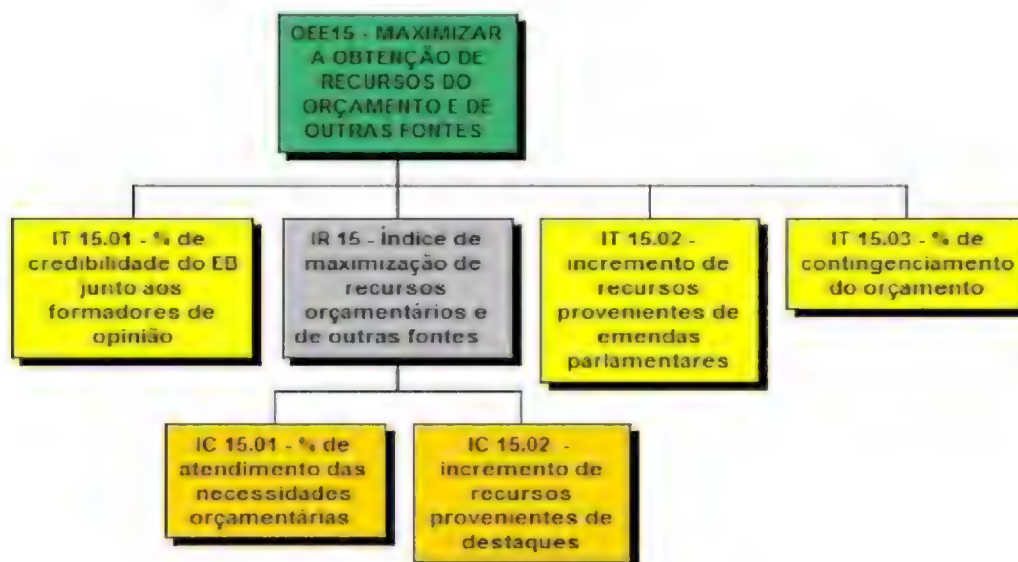 OEE15 - MAXIMIZAR
A OBTENÇÃO DE
RECURSOS DO
ORÇAMENTO E DE
OUTRAS FONTES
IT 15.01 - % de
credibilidade do EB
junto aos
formadores de
opinião
IR 15 - Índice de
maximização de
recursos
orçamentários e
de outras fontes
IT 15.02 -
incremento de
recursos
provenientes de
emendas
parlamentares
IT 15.03 - % de
contingenciamento
do orçamento
IC 15.01 - % de
atendimento das
necessidades
orçamentárias
IC 15.02 -
incremento de
recursos
provenientes de
destaques